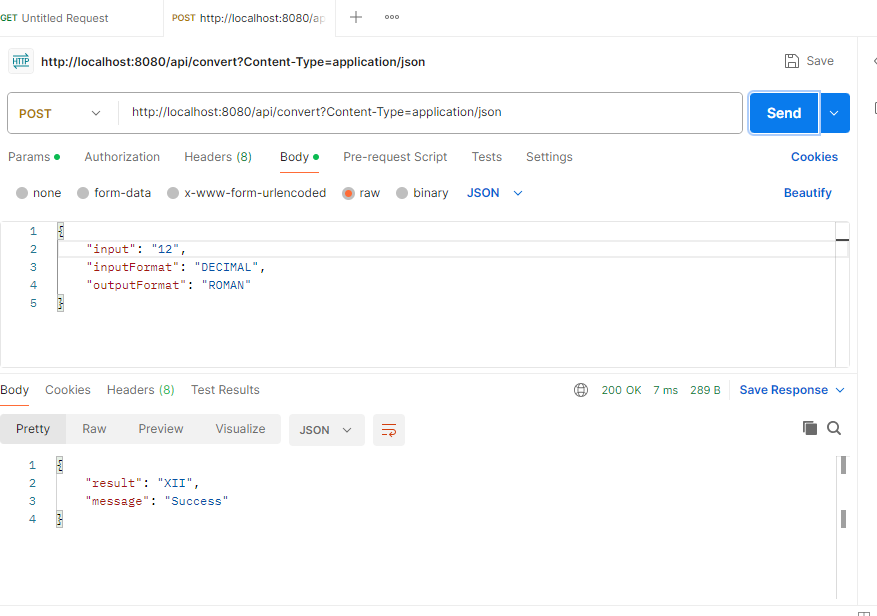 GET Untitled Request
POST http://localhost:8080/ap
HTTP http://localhost:8080/api/convert?Content-Type=application/json
Save
POST
http://localhost:8080/api/convert?Content-Type=application/json
Send
Params Authorization Headers (8) Body Pre-request Script Tests Settings Cookies
none form-data x-www-form-urlencoded raw binary JSON Beautify
1 {
2 "input": "12",
3 "inputFormat": "DECIMAL",
4 "outputFormat": "ROMAN"
5 }
Body Cookies Headers (8) Test Results 200 OK 7 ms 289 B Save Response
Pretty Raw Preview Visualize JSON
1 {
2 "result": "XII",
3 "message": "Success"
4 }